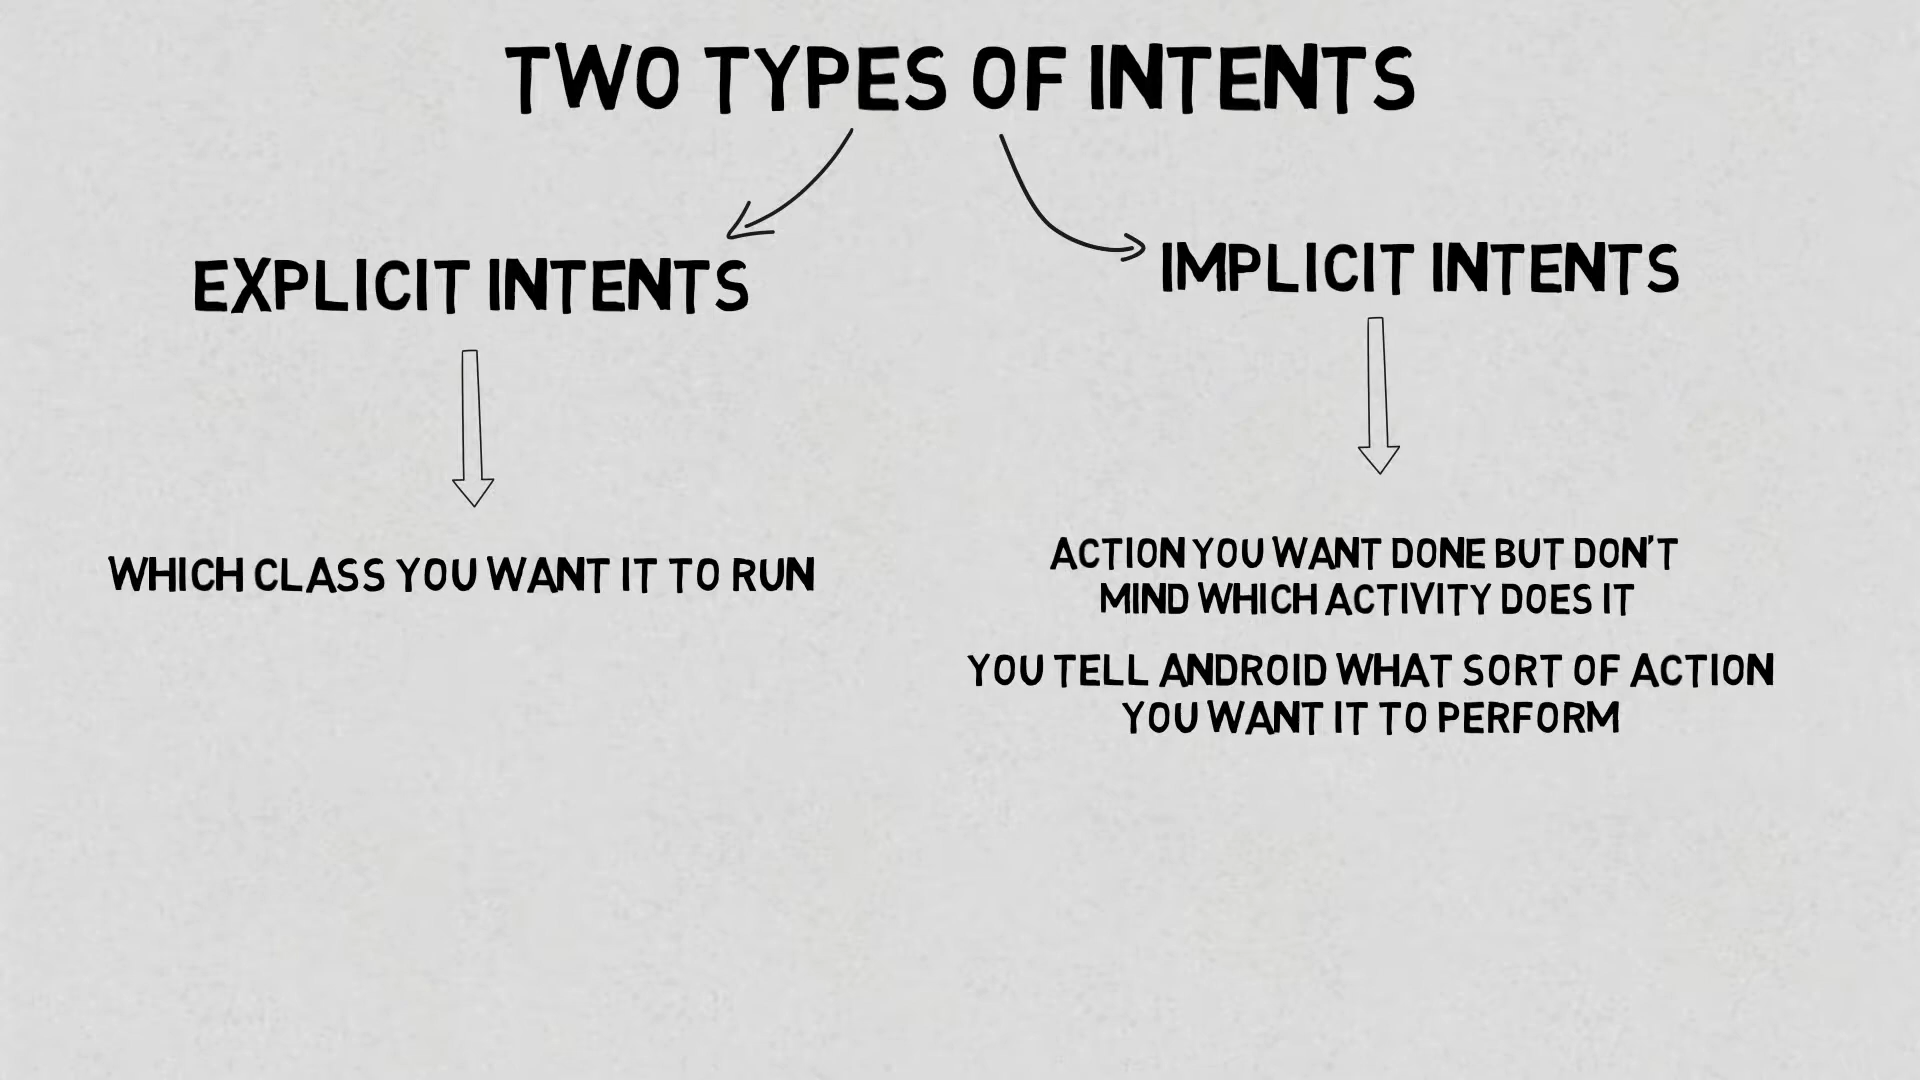 TWO TYPES OF INTENTS
EXPLICIT INTENTS
IMPLICIT INTENTS
WHICH CLASS YOU WANT IT TO RUN
ACTION YOU WANT DONE BUT DON'T
MIND WHICH ACTIVITY DOES IT
YOU TELL ANDROID WHAT SORT OF ACTION
YOU WANT IT TO PERFORM